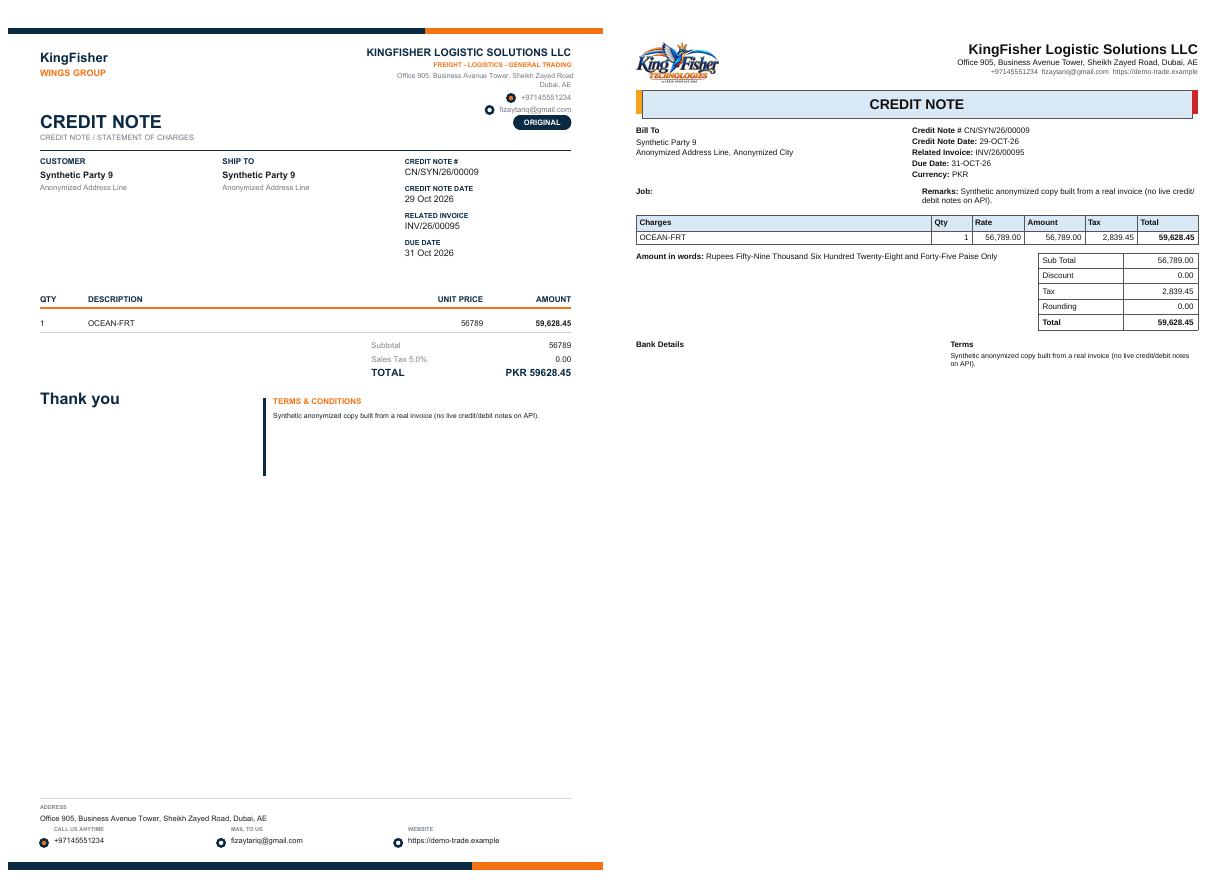 KingFisher
WINGS GROUP
KINGFISHER LOGISTIC SOLUTIONS LLC
FREIGHT - LOGISTICS - GENERAL TRADING
Office 905, Business Avenue Tower, Sheikh Zayed Road
Dubai, AE
+97145551234
fizaytariq@gmail.com
CREDIT NOTE
ORIGINAL
CREDIT NOTE / STATEMENT OF CHARGES
CUSTOMER
Synthetic Party 9
Anonymized Address Line
SHIP TO
Synthetic Party 9
Anonymized Address Line
CREDIT NOTE #
CN/SYN/26/00009
CREDIT NOTE DATE
29 Oct 2026
RELATED INVOICE
INV/26/00095
DUE DATE
31 Oct 2026
QTY DESCRIPTION UNIT PRICE AMOUNT
1 OCEAN-FRT 56789 59,628.45
Subtotal 56789
Sales Tax 5.0% 0.00
TOTAL PKR 59628.45
Thank you
TERMS & CONDITIONS
Synthetic anonymized copy built from a real invoice (no live credit/debit notes on API).
ADDRESS
Office 905, Business Avenue Tower, Sheikh Zayed Road, Dubai, AE
CALL US ANYTIME MAIL TO US WEBSITE
+97145551234 fizaytariq@gmail.com https://demo-trade.example
King Fisher
TECHNOLOGIES
KingFisher Logistic Solutions LLC
Office 905, Business Avenue Tower, Sheikh Zayed Road, Dubai, AE
+97145551234 fizaytariq@gmail.com https://demo-trade.example
CREDIT NOTE
Bill To
Synthetic Party 9
Anonymized Address Line, Anonymized City
Credit Note # CN/SYN/26/00009
Credit Note Date: 29-OCT-26
Related Invoice: INV/26/00095
Due Date: 31-OCT-26
Currency: PKR
Job:
Remarks: Synthetic anonymized copy built from a real invoice (no live credit/
debit notes on API).
Charges Qty Rate Amount Tax Total
OCEAN-FRT 1 56,789.00 56,789.00 2,839.45 59,628.45
Amount in words: Rupees Fifty-Nine Thousand Six Hundred Twenty-Eight and Forty-Five Paise Only
Sub Total 56,789.00
Discount 0.00
Tax 2,839.45
Rounding 0.00
Total 59,628.45
Bank Details
Terms
Synthetic anonymized copy built from a real invoice (no live credit/debit notes
on API).